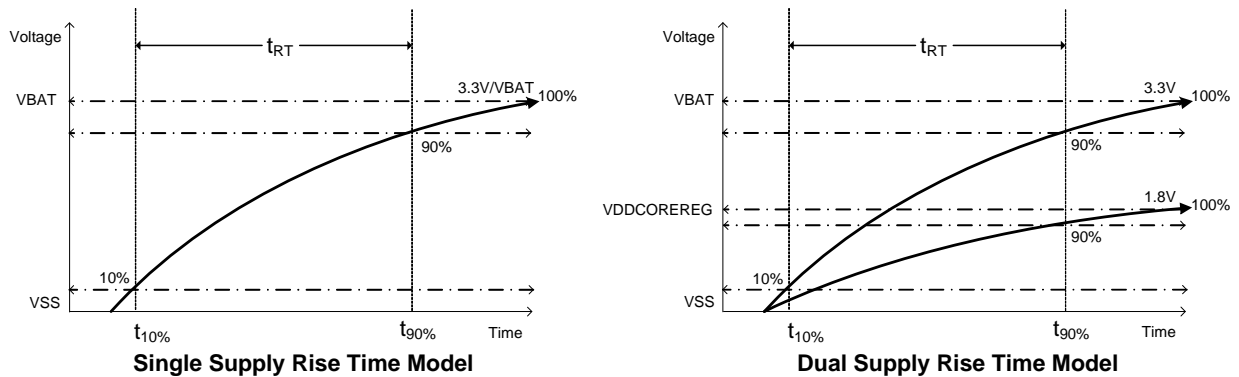 Voltage
tRT
3.3V/VBAT
100%
VBAT
90%
10%
VSS
t10%
t90%
Time
Single Supply Rise Time Model
Voltage
tRT
3.3V
100%
VBAT
90%
1.8V
100%
VDDCOREREG
90%
10%
VSS
t10%
t90%
Time
Dual Supply Rise Time Model